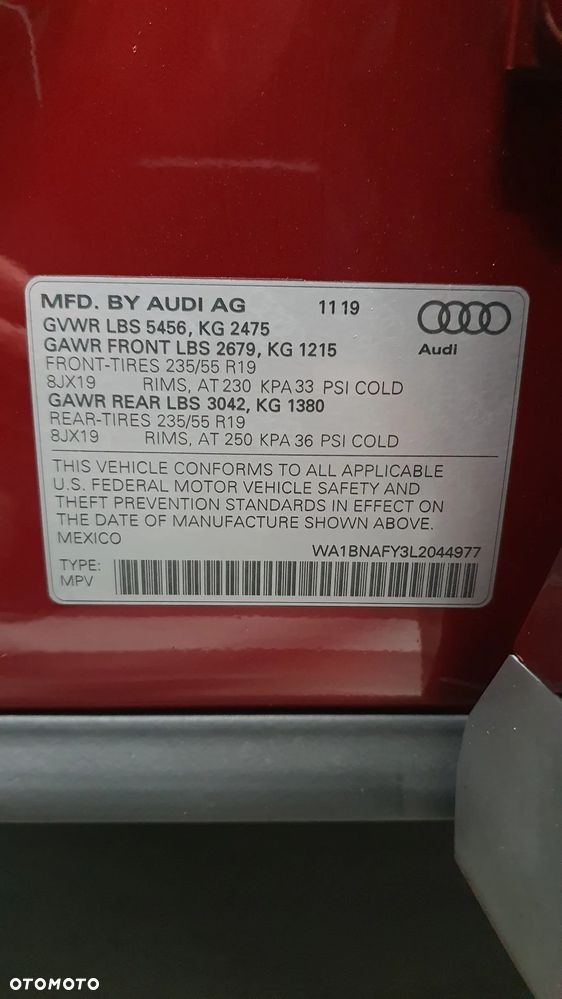 MFD. BY AUDI AG 11 19
GVWR LBS 5456, KG 2475
GAWR FRONT LBS 2679, KG 1215
Audi
FRONT-TIRES 235/55 R19
8JX19 RIMS, AT 230 KPA 33 PSI COLD
GAWR REAR LBS 3042, KG 1380
REAR-TIRES 235/55 R19
8JX19 RIMS, AT 250 KPA 36 PSI COLD
THIS VEHICLE CONFORMS TO ALL APPLICABLE
U.S. FEDERAL MOTOR VEHICLE SAFETY AND
THEFT PREVENTION STANDARDS IN EFFECT ON
THE DATE OF MANUFACTURE SHOWN ABOVE.
MEXICO WA1BNAFY3L2044977
TYPE:
MPV
OTOMOTO